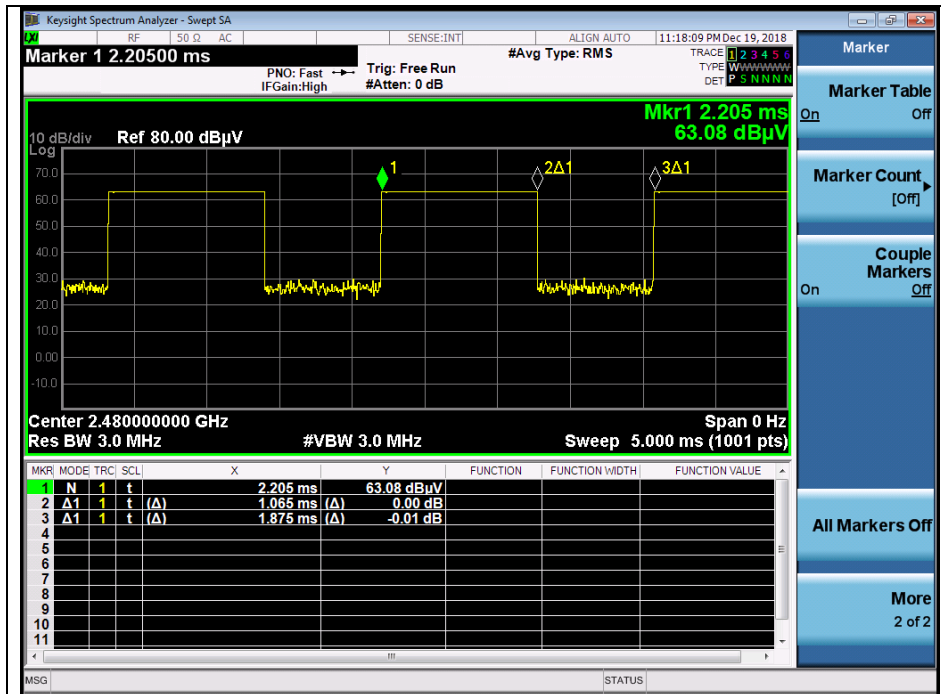 Keysight Spectrum Analyzer - Swept SA
LXI RF 50 Ω AC SENSE:INT ALIGN AUTO 11:18:09 PM Dec 19, 2018
Marker 1 2.20500 ms
PNO: Fast
IFGain:High
Trig: Free Run
#Atten: 0 dB
#Avg Type: RMS
TRACE 1 2 3 4 5 6
TYPE WWWWWW
DET P S N N N N
Mkr1 2.205 ms
63.08 dBµV
10 dB/div Ref 80.00 dBµV
Log
70.0
60.0
50.0
40.0
30.0
20.0
10.0
0.00
-10.0
1
2Δ1
3Δ1
Center 2.480000000 GHz Span 0 Hz
Res BW 3.0 MHz #VBW 3.0 MHz Sweep 5.000 ms (1001 pts)
MKR MODE TRC SCL X Y FUNCTION FUNCTION WIDTH FUNCTION VALUE
1 N 1 t 2.205 ms 63.08 dBµV
2 Δ1 1 t (Δ) 1.065 ms (Δ) 0.00 dB
3 Δ1 1 t (Δ) 1.875 ms (Δ) -0.01 dB
4
5
6
7
8
9
10
11
MSG STATUS
Marker
Marker Table
On Off
Marker Count
[Off]
Couple
Markers
On Off
All Markers Off
More
2 of 2